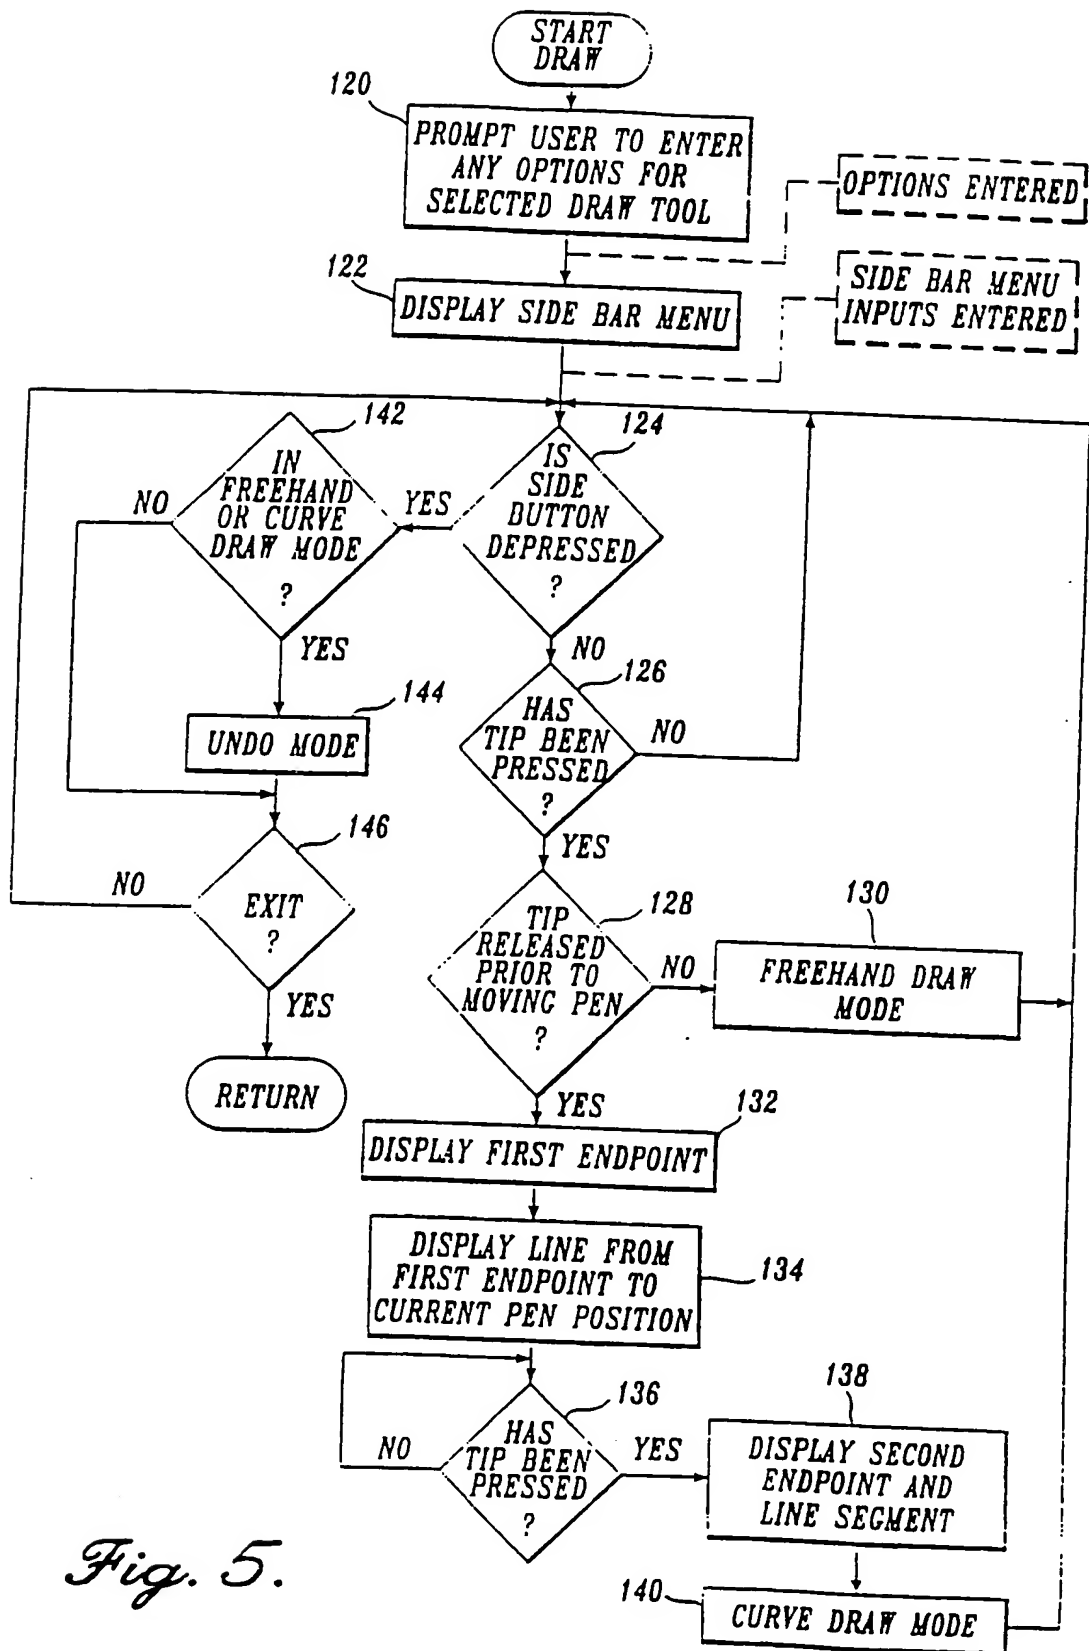 START
DRAW
120
PROMPT USER TO ENTER
ANY OPTIONS FOR
SELECTED DRAW TOOL
OPTIONS ENTERED
122
DISPLAY SIDE BAR MENU
SIDE BAR MENU
INPUTS ENTERED
142
IN
FREEHAND
OR CURVE
DRAW MODE
?
NO
YES
124
IS
SIDE
BUTTON
DEPRESSED
?
YES
NO
144
UNDO MODE
126
HAS
TIP BEEN
PRESSED
?
NO
YES
146
EXIT
?
NO
YES
RETURN
128
TIP
RELEASED
PRIOR TO
MOVING PEN
?
NO
130
FREEHAND DRAW
MODE
YES
132
DISPLAY FIRST ENDPOINT
DISPLAY LINE FROM
FIRST ENDPOINT TO
CURRENT PEN POSITION
134
136
HAS
TIP BEEN
PRESSED
?
NO
YES
138
DISPLAY SECOND
ENDPOINT AND
LINE SEGMENT
140
CURVE DRAW MODE
Fig. 5.